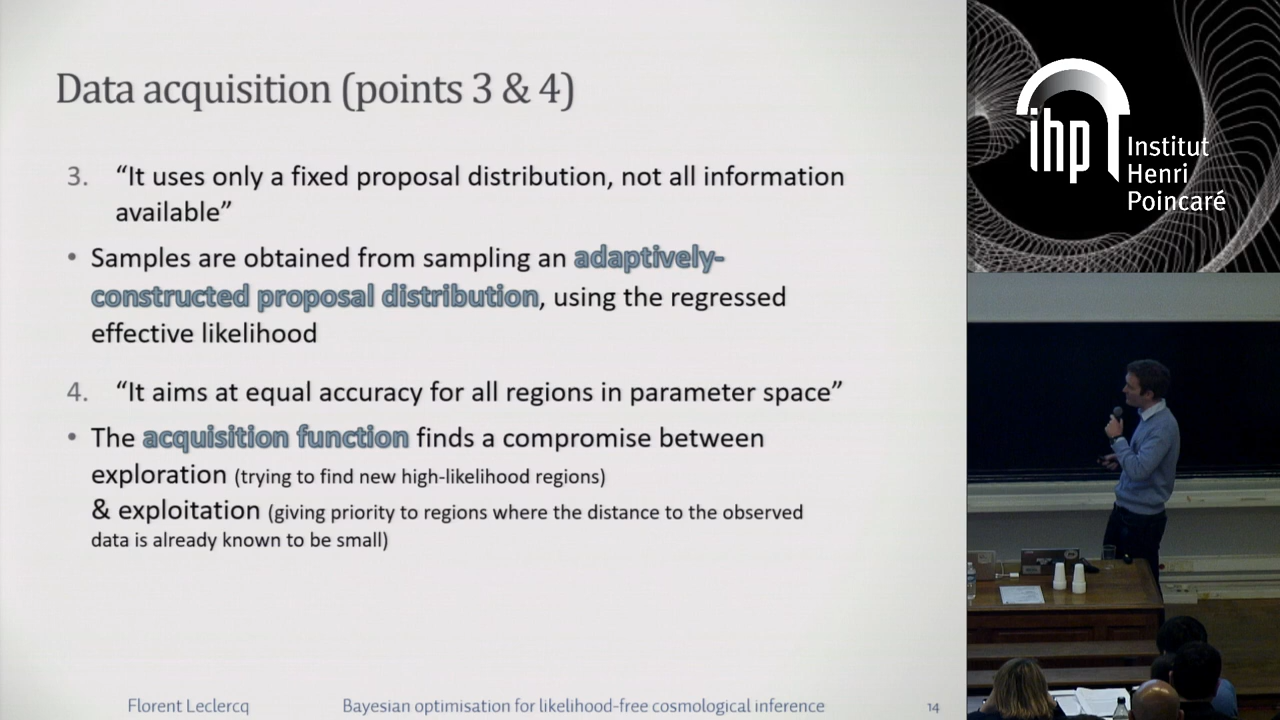 Data acquisition (points 3 & 4)
3. “It uses only a fixed proposal distribution, not all information
available”
• Samples are obtained from sampling an adaptively-
constructed proposal distribution, using the regressed
effective likelihood
4. “It aims at equal accuracy for all regions in parameter space”
• The acquisition function finds a compromise between
exploration (trying to find new high-likelihood regions)
& exploitation (giving priority to regions where the distance to the observed
data is already known to be small)
Florent Leclercq Bayesian optimisation for likelihood-free cosmological inference 14
ihp
Institut
Henri
Poincaré